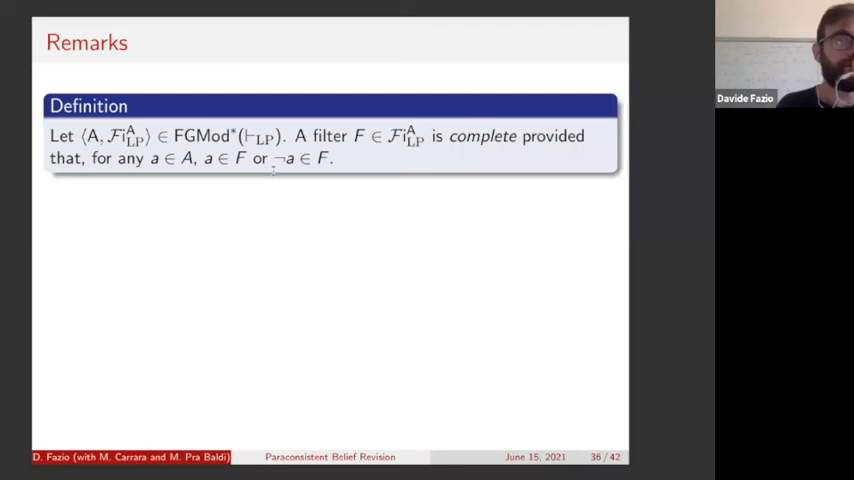 Remarks
Definition
Let ⟨A, 𝓕i^A_LP⟩ ∈ FGMod*(⊢_LP). A filter F ∈ 𝓕i^A_LP is complete provided
that, for any a ∈ A, a ∈ F or ¬a ∈ F.
D. Fazio (with M. Carrara and M. Pra Baldi) Paraconsistent Belief Revision June 15, 2021 36 / 42
Davide Fazio